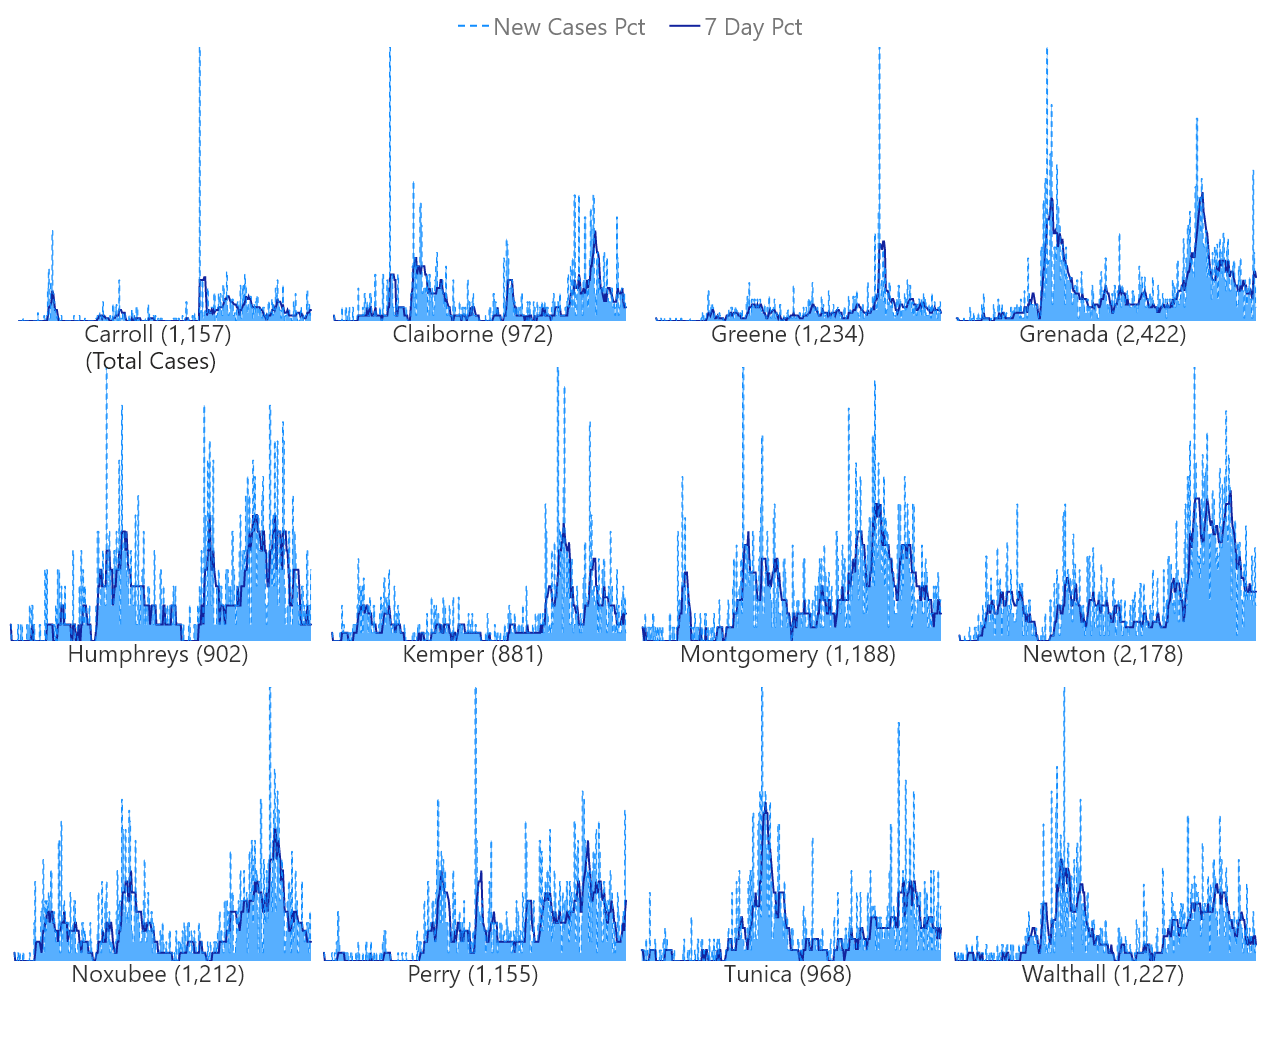 New Cases Pct 7 Day Pct
Carroll (1,157) Claiborne (972) Greene (1,234) Grenada (2,422)
(Total Cases)
Humphreys (902) Kemper (881) Montgomery (1,188) Newton (2,178)
Noxubee (1,212) Perry (1,155) Tunica (968) Walthall (1,227)